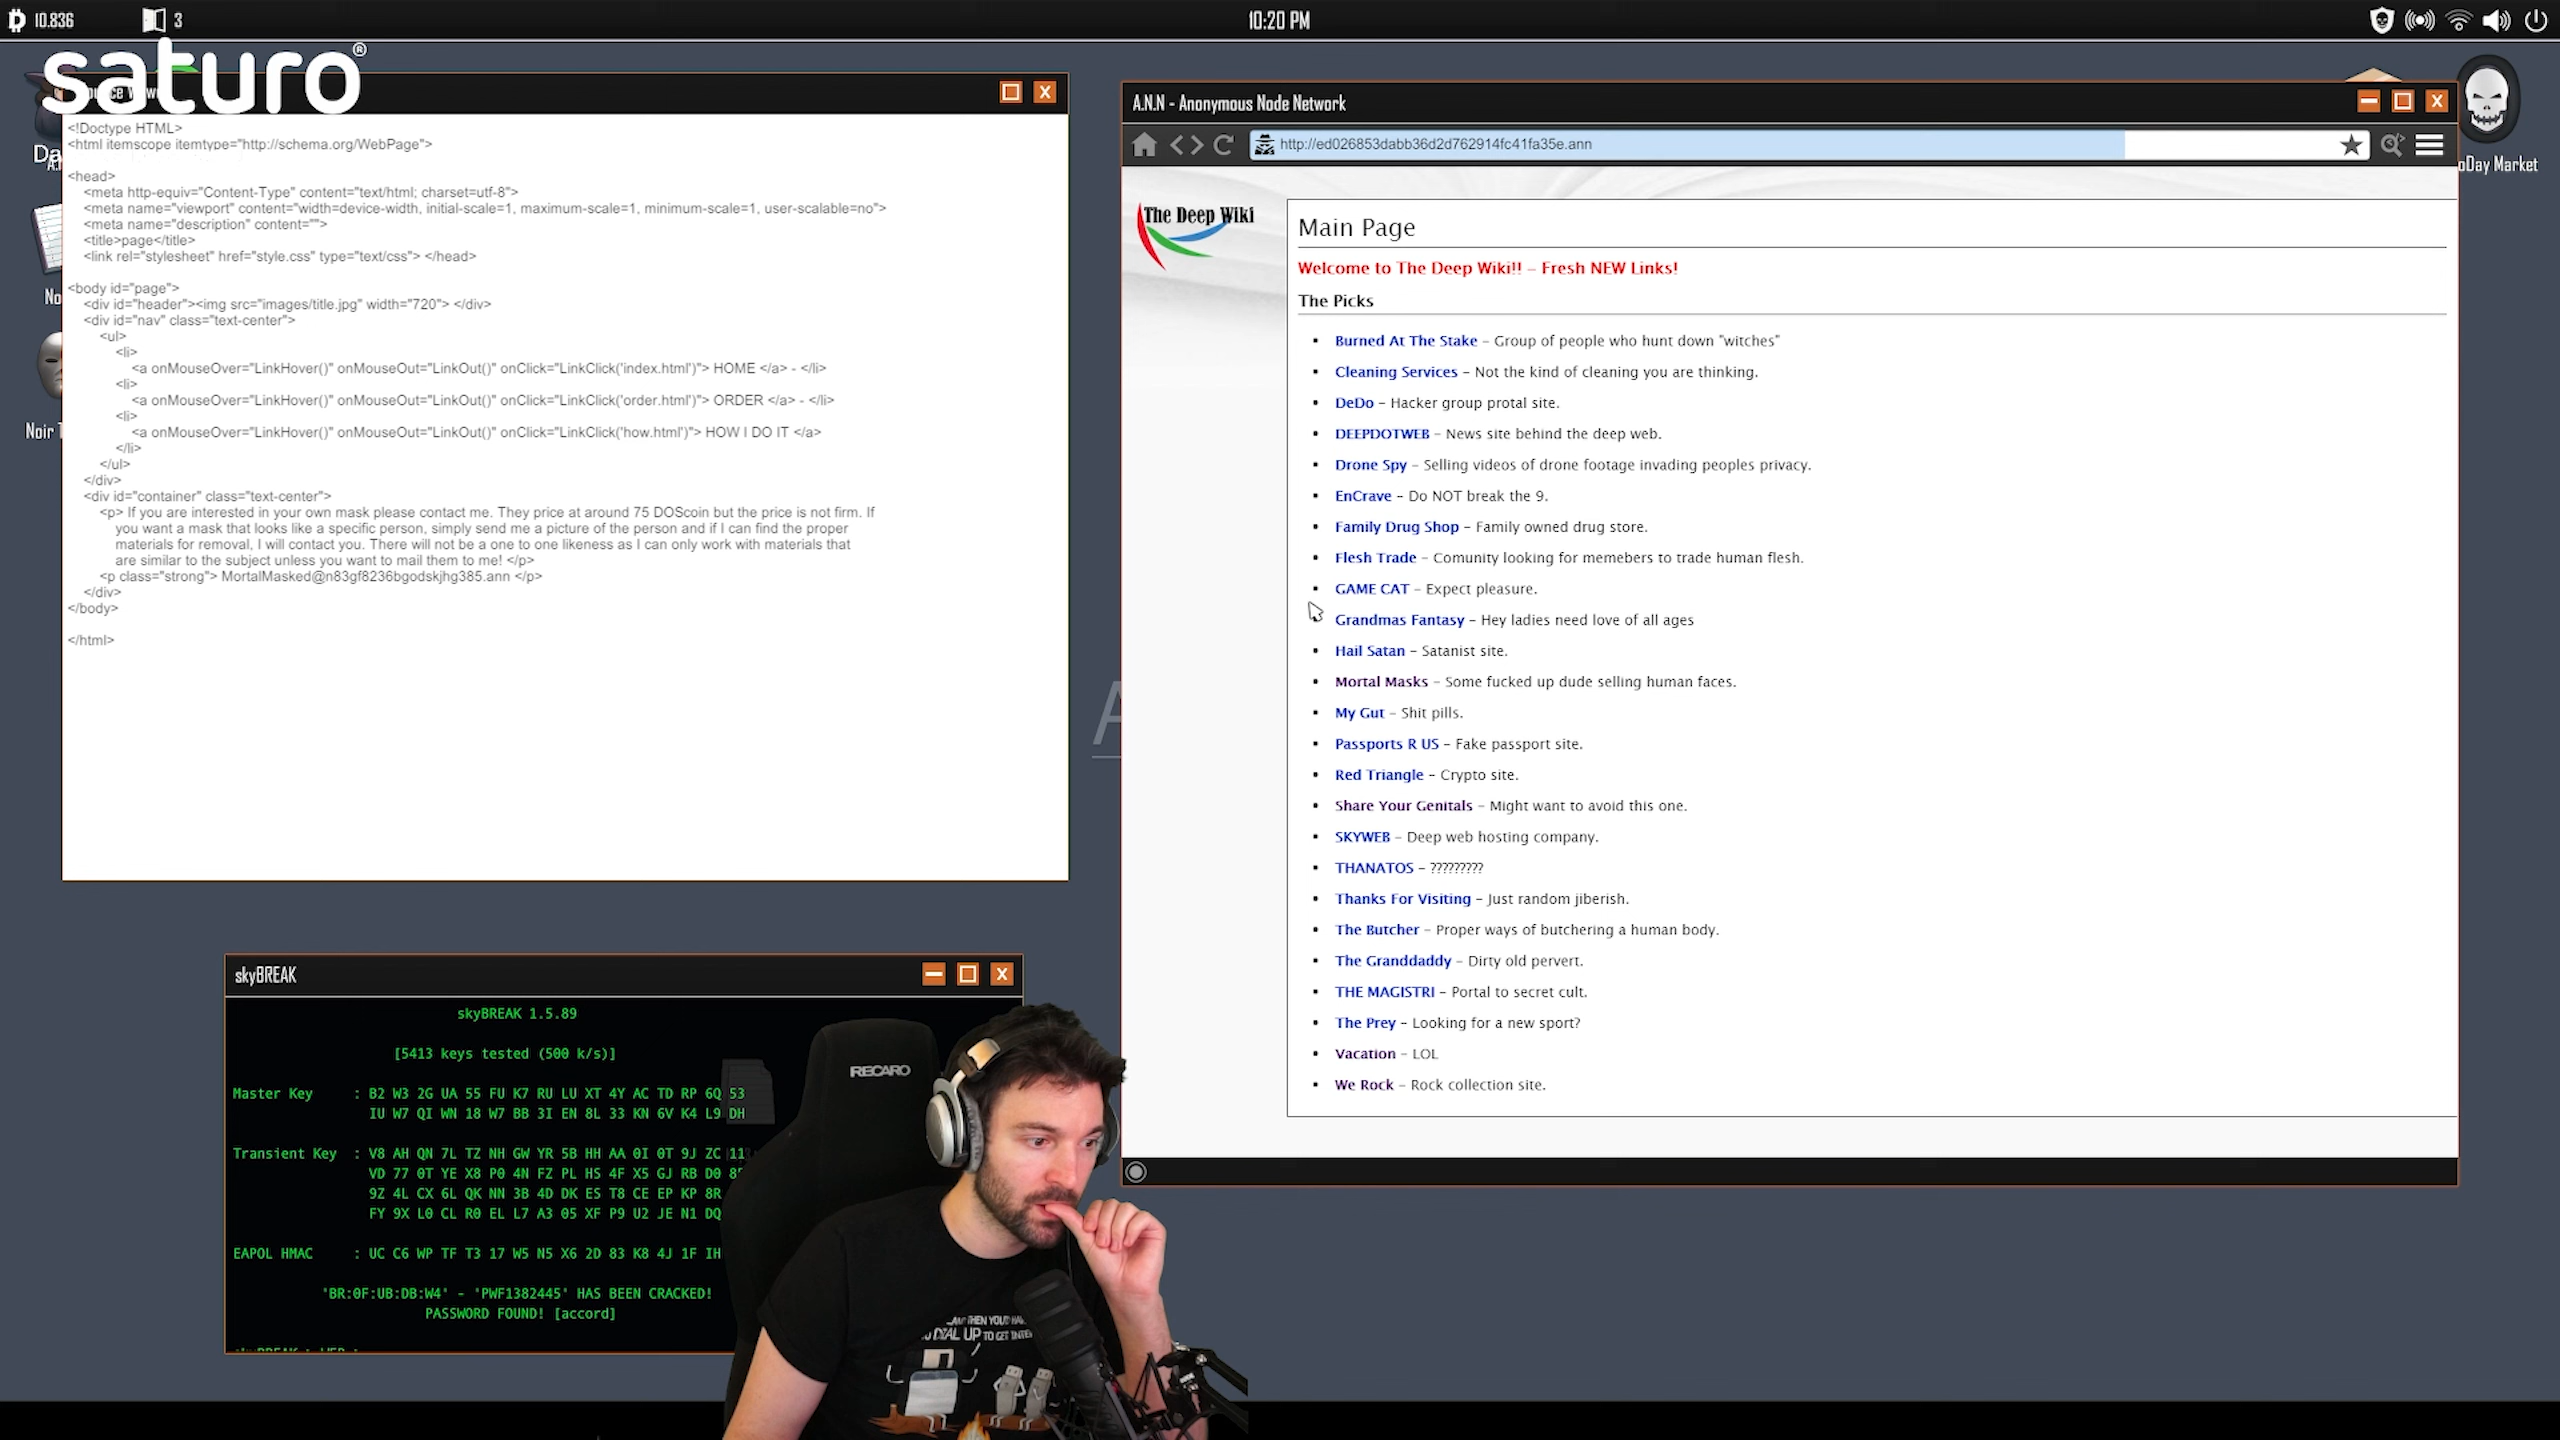 10.836
3
10:20 PM
saturo®
<!Doctype HTML>
<html itemscope itemtype="http://schema.org/WebPage">
<head>
<meta http-equiv="Content-Type" content="text/html; charset=utf-8">
<meta name="viewport" content="width=device-width, initial-scale=1, maximum-scale=1, minimum-scale=1, user-scalable=no">
<meta name="description" content="">
<title>page</title>
<link rel="stylesheet" href="style.css" type="text/css"> </head>
<body id="page">
<div id="header"><img src="images/title.jpg" width="720"> </div>
<div id="nav" class="text-center">
<ul>
<li>
<a onMouseOver="LinkHover()" onMouseOut="LinkOut()" onClick="LinkClick('index.html')"> HOME </a> - </li>
<li>
<a onMouseOver="LinkHover()" onMouseOut="LinkOut()" onClick="LinkClick('order.html')"> ORDER </a> - </li>
<li>
<a onMouseOver="LinkHover()" onMouseOut="LinkOut()" onClick="LinkClick('how.html')"> HOW I DO IT </a>
</li>
</ul>
</div>
<div id="container" class="text-center">
<p> If you are interested in your own mask please contact me. They price at around 75 DOScoin but the price is not firm. If
you want a mask that looks like a specific person, simply send me a picture of the person and if I can find the proper
materials for removal, I will contact you. There will not be a one to one likeness as I can only work with materials that
are similar to the subject unless you want to mail them to me! </p>
<p class="strong"> MortalMasked@n83gf8236bgodskjhg385.ann </p>
</div>
</body>
</html>
Da
No
Noir T
A
skyBREAK
skyBREAK 1.5.89
[5413 keys tested (500 k/s)]
Master Key : B2 W3 2G UA 55 FU K7 RU LU XT 4Y AC TD RP 6Q 53
IU W7 QI WN 18 W7 BB 3I EN 8L 33 KN 6V K4 L9 DH
Transient Key : V8 AH QN 7L TZ NH GW YR 5B HH AA 0I 0T 9J ZC 11
VD 77 0T YE X8 P0 4N FZ PL HS 4F X5 GJ RB D0
9Z 4L CX 6L QK NN 3B 4D DK ES T8 CE EP KP 8R
FY 9X L0 CL R0 EL L7 A3 05 XF P9 U2 JE N1 DQ
EAPOL HMAC : UC C6 WP TF T3 17 W5 N5 X6 2D 83 K8 4J 1F IH
'BR:0F:UB:DB:W4' - 'PWF1382445' HAS BEEN CRACKED!
PASSWORD FOUND! [accord]
RECARO
DIAL UP TO GET
A.N.N - Anonymous Node Network
http://ed026853dabb36d2d762914fc41fa35e.ann
oDay Market
The Deep Wiki
Main Page
Welcome to The Deep Wiki!! – Fresh NEW Links!
The Picks
Burned At The Stake – Group of people who hunt down "witches"
Cleaning Services – Not the kind of cleaning you are thinking.
DeDo – Hacker group protal site.
DEEPDOTWEB – News site behind the deep web.
Drone Spy – Selling videos of drone footage invading peoples privacy.
EnCrave – Do NOT break the 9.
Family Drug Shop – Family owned drug store.
Flesh Trade – Comunity looking for memebers to trade human flesh.
GAME CAT – Expect pleasure.
Grandmas Fantasy – Hey ladies need love of all ages
Hail Satan – Satanist site.
Mortal Masks – Some fucked up dude selling human faces.
My Gut – Shit pills.
Passports R US – Fake passport site.
Red Triangle – Crypto site.
Share Your Genitals – Might want to avoid this one.
SKYWEB – Deep web hosting company.
THANATOS – ?????????
Thanks For Visiting – Just random jiberish.
The Butcher – Proper ways of butchering a human body.
The Granddaddy – Dirty old pervert.
THE MAGISTRI – Portal to secret cult.
The Prey – Looking for a new sport?
Vacation – LOL
We Rock – Rock collection site.